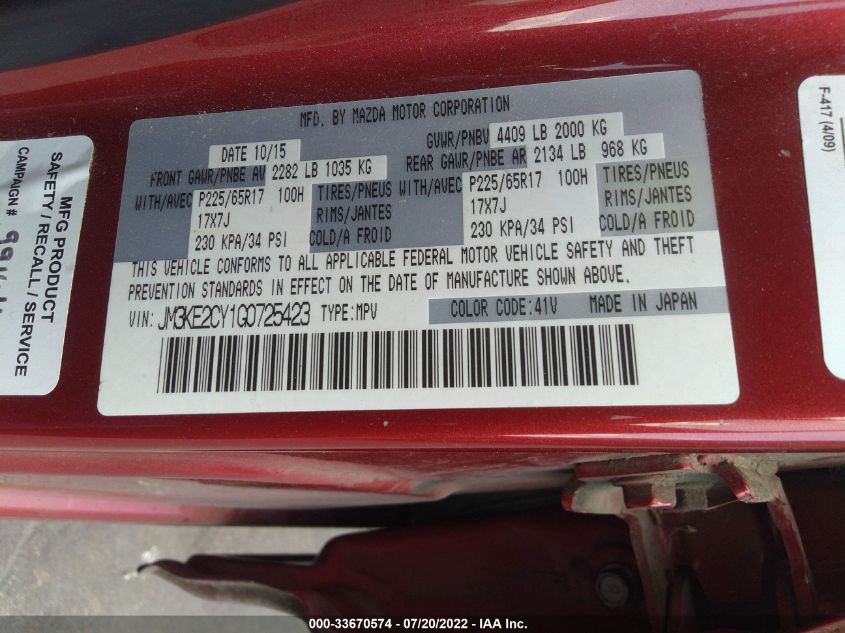 MFD. BY MAZDA MOTOR CORPORATION
DATE 10/15
GVWR/PNBV 4409 LB 2000 KG
FRONT GAWR/PNBE AV 2282 LB 1035 KG
REAR GAWR/PNBE AR 2134 LB 968 KG
WITH/AVEC P225/65R17 100H TIRES/PNEUS
WITH/AVEC P225/65R17 100H TIRES/PNEUS
17X7J RIMS/JANTES
17X7J RIMS/JANTES
230 KPA/34 PSI COLD/A FROID
230 KPA/34 PSI COLD/A FROID
THIS VEHICLE CONFORMS TO ALL APPLICABLE FEDERAL MOTOR VEHICLE SAFETY AND THEFT
PREVENTION STANDARDS IN EFFECT ON THE DATE OF MANUFACTURE SHOWN ABOVE.
VIN: JM3KE2CY1G0725423 TYPE:MPV
COLOR CODE:41V MADE IN JAPAN
MFG PRODUCT
SAFETY / RECALL / SERVICE
CAMPAIGN #
F-417 (4/09)
000-33670574 - 07/20/2022 - IAA Inc.